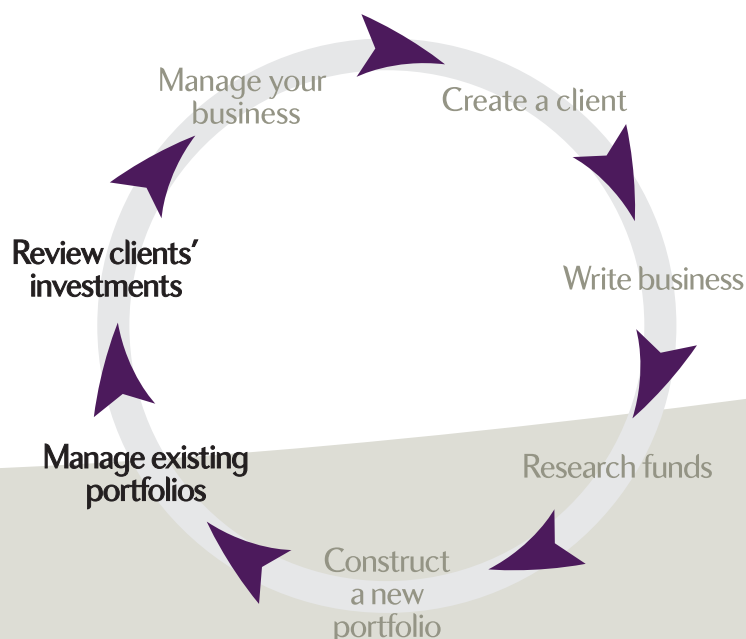 Manage your
business
Create a client
Review clients’
investments
Write business
Manage existing
portfolios
Research funds
Construct
a new
portfolio